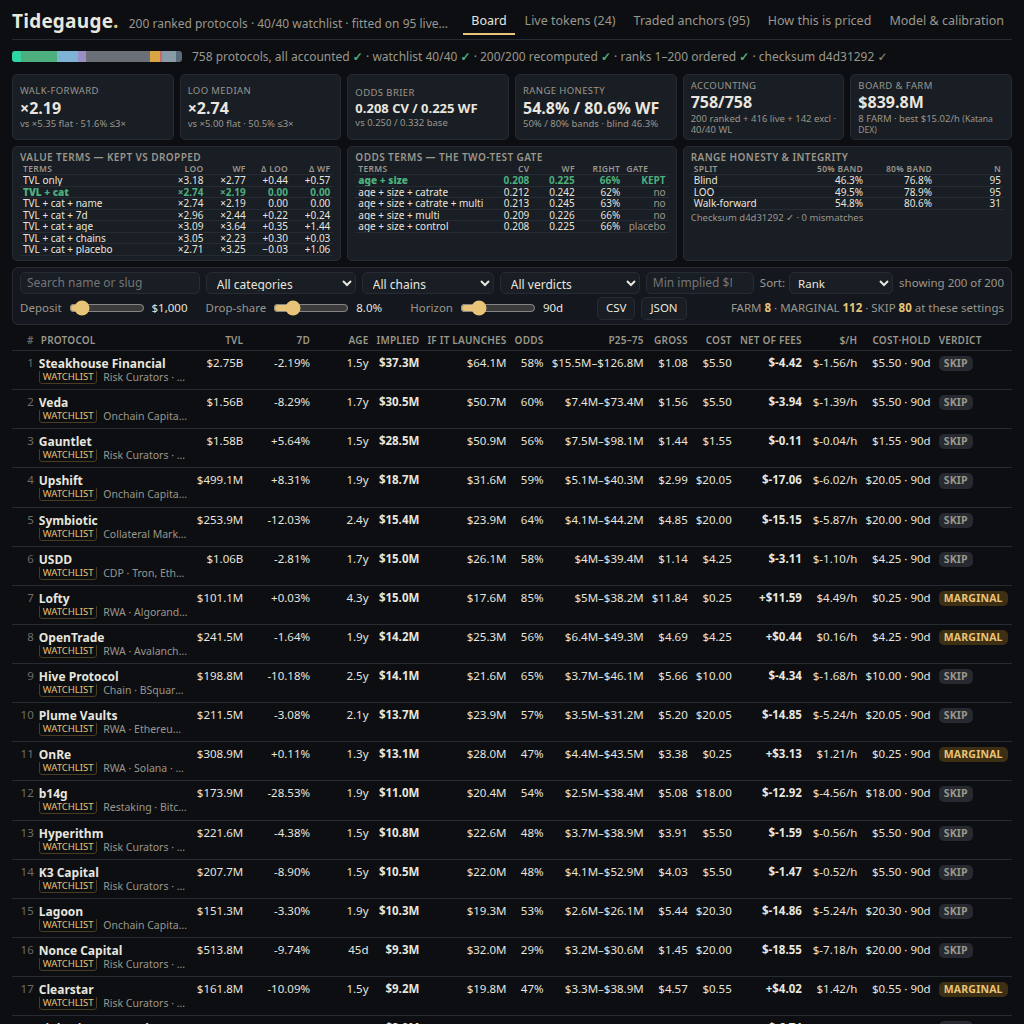 Tidegauge. 200 ranked protocols · 40/40 watchlist · fitted on 95 live... Board Live tokens (24) Traded anchors (95) How this is priced Model & calibration
758 protocols, all accounted ✓ · watchlist 40/40 ✓ · 200/200 recomputed ✓ · ranks 1–200 ordered ✓ · checksum d4d31292 ✓
WALK-FORWARD
×2.19
vs ×5.35 flat · 51.6% ≤3×
LOO MEDIAN
×2.74
vs ×5.00 flat · 50.5% ≤3×
ODDS BRIER
0.208 CV / 0.225 WF
vs 0.250 / 0.332 base
RANGE HONESTY
54.8% / 80.6% WF
50% / 80% bands · blind 46.3%
ACCOUNTING
758/758
200 ranked + 416 live + 142 excl ·
40/40 WL
BOARD & FARM
$839.8M
8 FARM · best $15.02/h (Katana
DEX)
VALUE TERMS — KEPT VS DROPPED
TERMS LOO WF Δ LOO Δ WF
TVL only ×3.18 ×2.77 +0.44 +0.57
TVL + cat ×2.74 ×2.19 0.00 0.00
TVL + cat + name ×2.74 ×2.19 0.00 0.00
TVL + cat + 7d ×2.96 ×2.44 +0.22 +0.24
TVL + cat + age ×3.09 ×3.64 +0.35 +1.44
TVL + cat + chains ×3.05 ×2.23 +0.30 +0.03
TVL + cat + placebo ×2.71 ×3.25 −0.03 +1.06
ODDS TERMS — THE TWO-TEST GATE
TERMS CV WF RIGHT GATE
age + size 0.208 0.225 66% KEPT
age + size + catrate 0.212 0.242 62% no
age + size + catrate + multi 0.213 0.245 63% no
age + size + multi 0.209 0.226 66% no
age + size + control 0.208 0.225 66% placebo
RANGE HONESTY & INTEGRITY
SPLIT 50% BAND 80% BAND N
Blind 46.3% 76.8% 95
LOO 49.5% 78.9% 95
Walk-forward 54.8% 80.6% 31
Checksum d4d31292 ✓ · 0 mismatches
Search name or slug All categories All chains All verdicts Min implied $ Sort: Rank showing 200 of 200
Deposit $1,000 Drop-share 8.0% Horizon 90d CSV JSON FARM 8 · MARGINAL 112 · SKIP 80 at these settings
# PROTOCOL TVL 7D AGE IMPLIED IF IT LAUNCHES ODDS P25–75 GROSS COST NET OF FEES $/H COST·HOLD VERDICT
1 Steakhouse Financial $2.75B -2.19% 1.5y $37.3M $64.1M 58% $15.5M–$126.8M $1.08 $5.50 $-4.42 $-1.56/h $5.50 · 90d SKIP
WATCHLIST Risk Curators · ...
2 Veda $1.56B -8.29% 1.7y $30.5M $50.7M 60% $7.4M–$73.4M $1.56 $5.50 $-3.94 $-1.39/h $5.50 · 90d SKIP
WATCHLIST Onchain Capita...
3 Gauntlet $1.58B +5.64% 1.5y $28.5M $50.9M 56% $7.5M–$98.1M $1.44 $1.55 $-0.11 $-0.04/h $1.55 · 90d SKIP
WATCHLIST Risk Curators · ...
4 Upshift $499.1M +8.31% 1.9y $18.7M $31.6M 59% $5.1M–$40.3M $2.99 $20.05 $-17.06 $-6.02/h $20.05 · 90d SKIP
WATCHLIST Onchain Capita...
5 Symbiotic $253.9M -12.03% 2.4y $15.4M $23.9M 64% $4.1M–$44.2M $4.85 $20.00 $-15.15 $-5.87/h $20.00 · 90d SKIP
WATCHLIST Collateral Mark...
6 USDD $1.06B -2.81% 1.7y $15.0M $26.1M 58% $4M–$39.4M $1.14 $4.25 $-3.11 $-1.10/h $4.25 · 90d SKIP
WATCHLIST CDP · Tron, Eth...
7 Lofty $101.1M +0.03% 4.3y $15.0M $17.6M 85% $5M–$38.2M $11.84 $0.25 +$11.59 $4.49/h $0.25 · 90d MARGINAL
WATCHLIST RWA · Algorand...
8 OpenTrade $241.5M -1.64% 1.9y $14.2M $25.3M 56% $6.4M–$49.3M $4.69 $4.25 +$0.44 $0.16/h $4.25 · 90d MARGINAL
WATCHLIST RWA · Avalanch...
9 Hive Protocol $198.8M -10.18% 2.5y $14.1M $21.6M 65% $3.7M–$46.1M $5.66 $10.00 $-4.34 $-1.68/h $10.00 · 90d SKIP
WATCHLIST Chain · BSquar...
10 Plume Vaults $211.5M -3.08% 2.1y $13.7M $23.9M 57% $3.5M–$31.2M $5.20 $20.05 $-14.85 $-5.24/h $20.05 · 90d SKIP
WATCHLIST RWA · Ethereu...
11 OnRe $308.9M +0.11% 1.3y $13.1M $28.0M 47% $4.4M–$43.5M $3.38 $0.25 +$3.13 $1.21/h $0.25 · 90d MARGINAL
WATCHLIST RWA · Solana · ...
12 b14g $173.9M -28.53% 1.9y $11.0M $20.4M 54% $2.5M–$38.4M $5.08 $18.00 $-12.92 $-4.56/h $18.00 · 90d SKIP
WATCHLIST Restaking · Bitc...
13 Hyperithm $221.6M -4.38% 1.5y $10.8M $22.6M 48% $3.7M–$38.9M $3.91 $5.50 $-1.59 $-0.56/h $5.50 · 90d SKIP
WATCHLIST Risk Curators · ...
14 K3 Capital $207.7M -8.90% 1.5y $10.5M $22.0M 48% $4.1M–$52.9M $4.03 $5.50 $-1.47 $-0.52/h $5.50 · 90d SKIP
WATCHLIST Risk Curators · ...
15 Lagoon $151.3M -3.30% 1.9y $10.3M $19.3M 53% $2.6M–$26.1M $5.44 $20.30 $-14.86 $-5.24/h $20.30 · 90d SKIP
WATCHLIST Onchain Capita...
16 Nonce Capital $513.8M -9.74% 45d $9.3M $32.0M 29% $3.2M–$30.6M $1.45 $20.00 $-18.55 $-7.18/h $20.00 · 90d SKIP
WATCHLIST Risk Curators · ...
17 Clearstar $161.8M -10.09% 1.5y $9.2M $19.8M 47% $3.3M–$38.9M $4.57 $0.55 +$4.02 $1.42/h $0.55 · 90d MARGINAL
WATCHLIST Risk Curators · ...